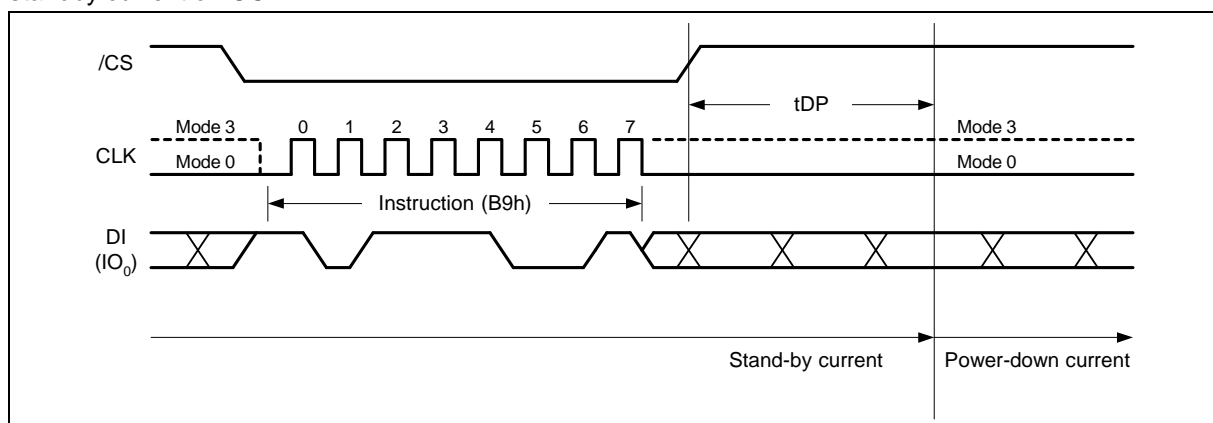 /CS
tDP
Mode 3
0 1 2 3 4 5 6 7
Mode 3
CLK
Mode 0
Mode 0
Instruction (B9h)
DI
(IO0)
Stand-by current
Power-down current